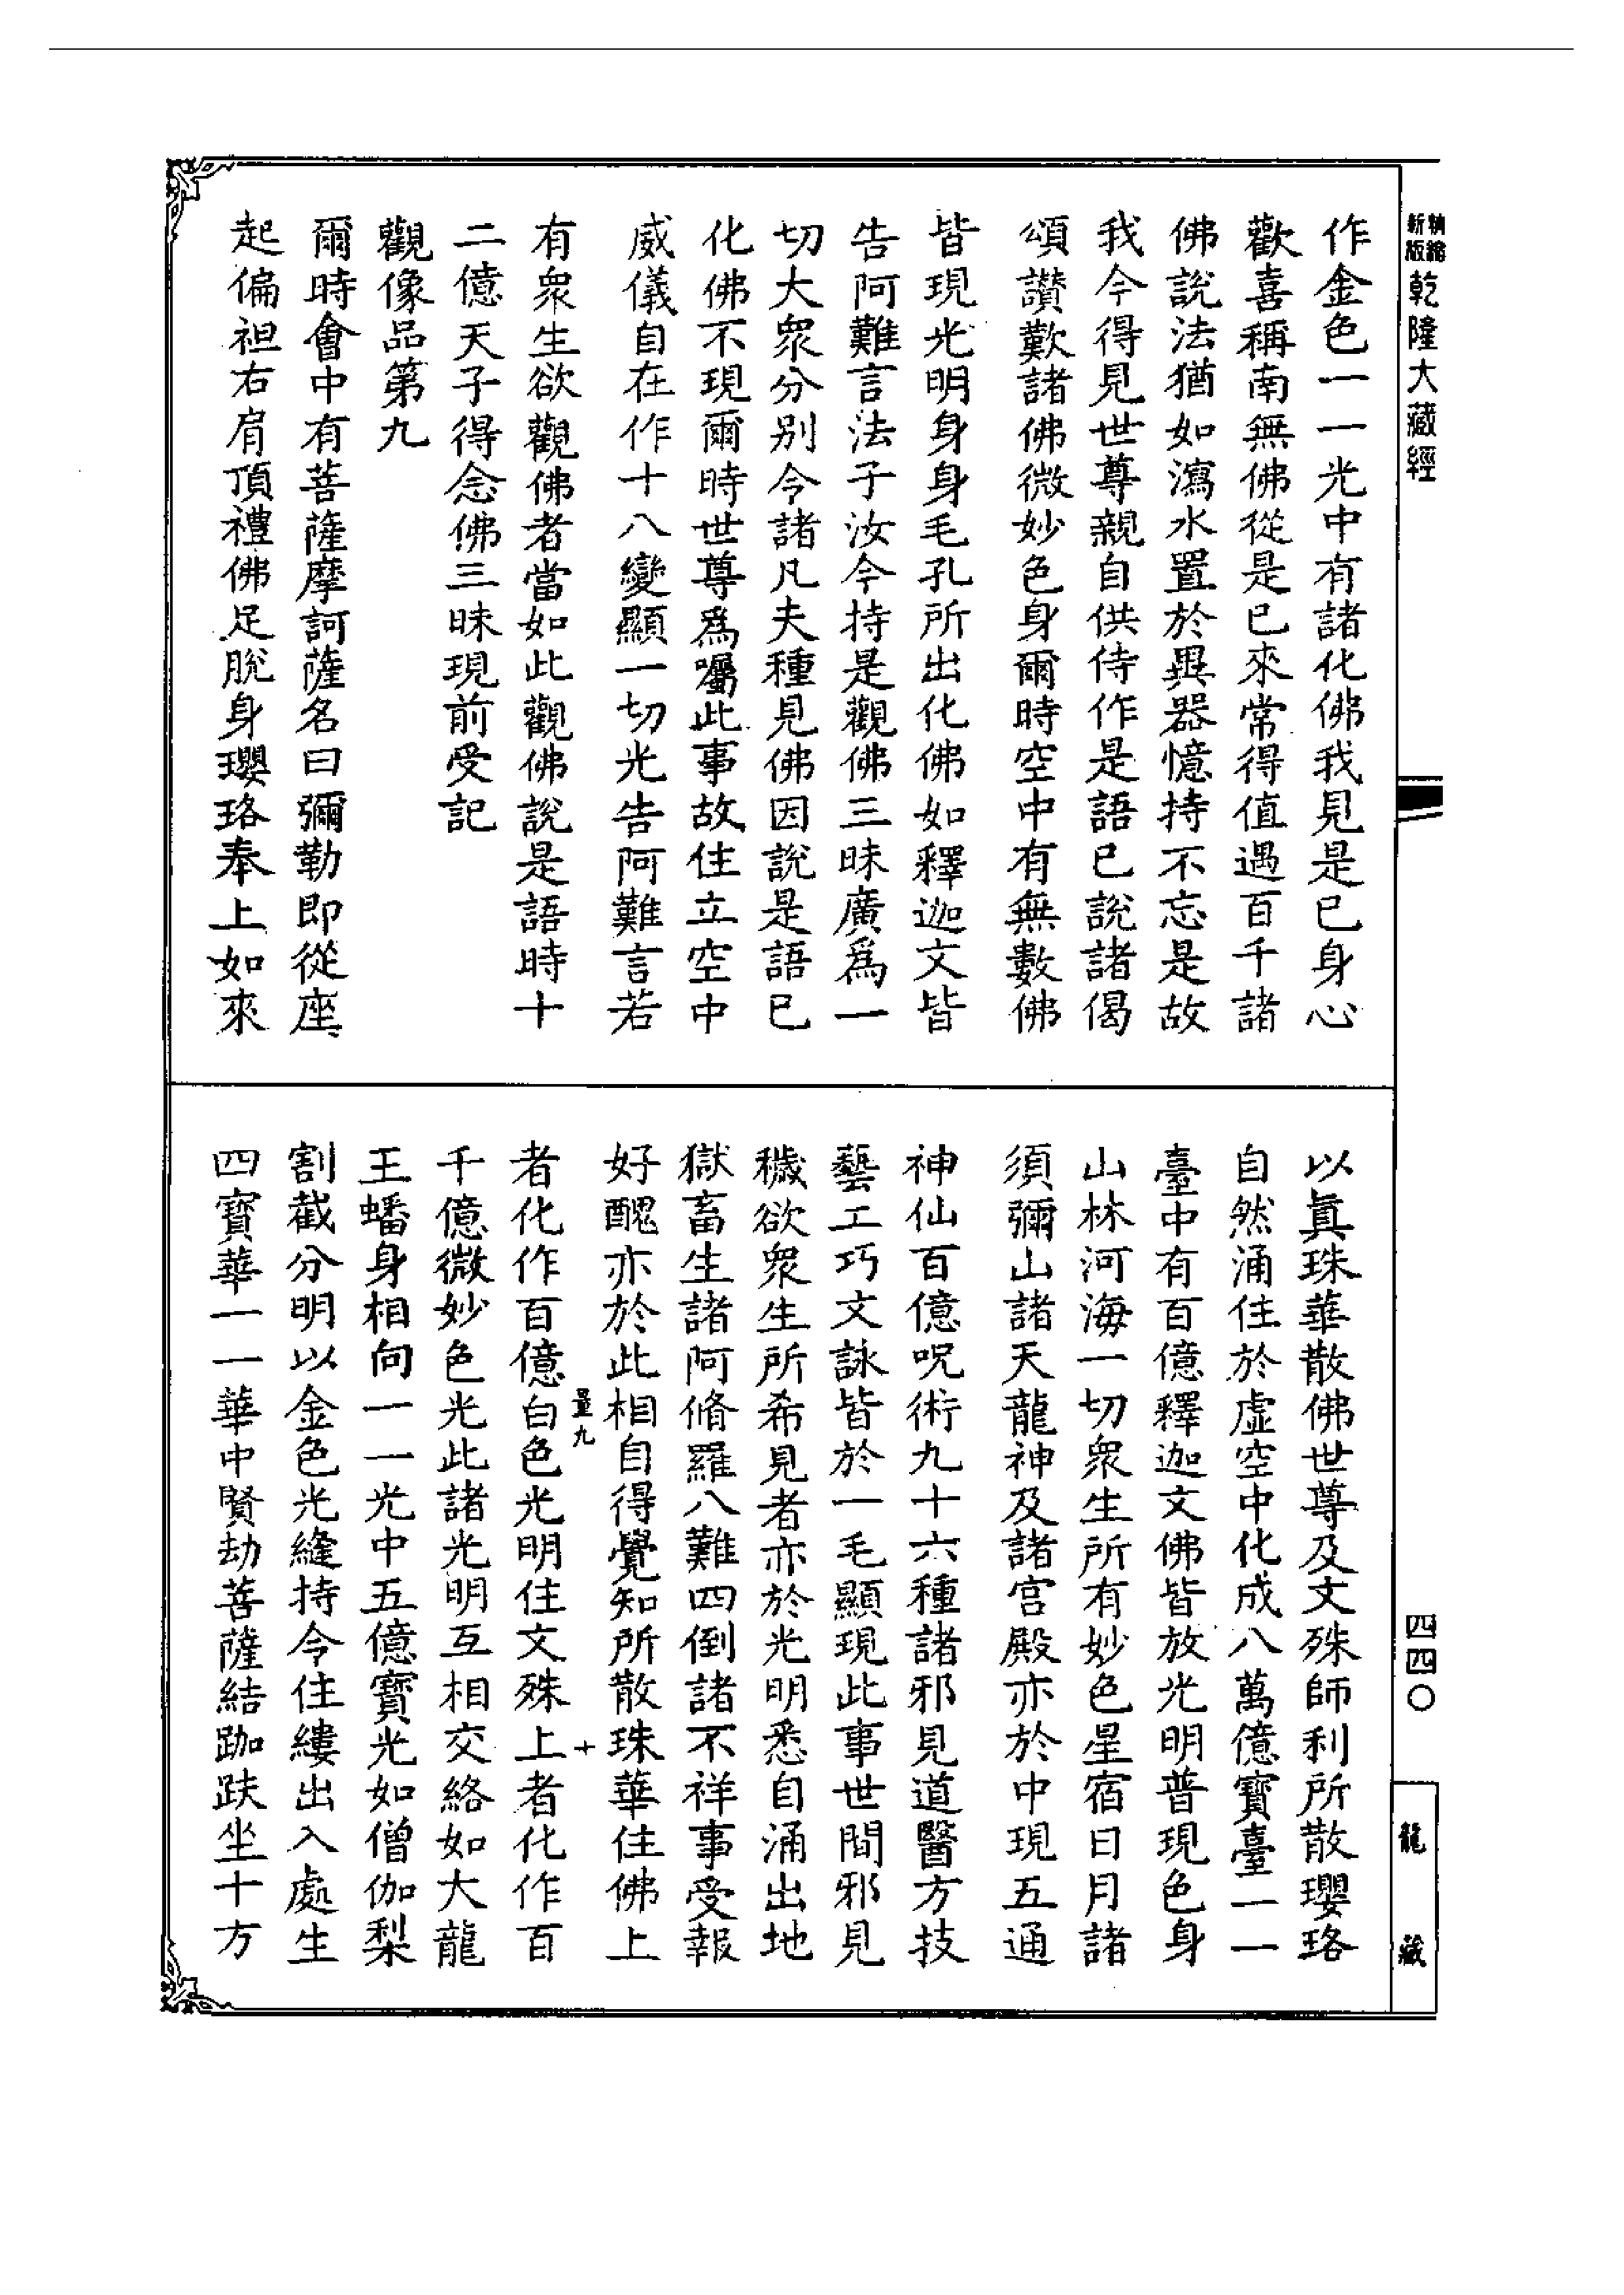 精縮新版乾隆大藏經
四四〇
龍藏
作金色一一光中有諸化佛我見是已身心
歡喜稱南無佛從是已來常得值遇百千諸
佛說法猶如瀉水置於異器憶持不忘是故
我今得見世尊親自供侍作是語已說諸偈
頌讃歎諸佛微妙色身爾時空中有無數佛
皆現光明身身毛孔所出化佛如釋迦文皆
告阿難言法子汝今持是觀佛三昧廣爲一
切大衆分別今諸凡夫種見佛因說是語已
化佛不現爾時世尊爲囑此事故住立空中
威儀自在作十八變顯一切光告阿難言若
有衆生欲觀佛者當如此觀佛說是語時十
二億天子得念佛三昧現前受記
觀像品第九
爾時會中有菩薩摩訶薩名曰彌勒即從座
起偏袒右肩頂禮佛足脫身瓔珞奉上如來
以眞珠華散佛世尊及文殊師利所散瓔珞
自然涌住於虛空中化成八萬億寶臺一一
臺中有百億釋迦文佛皆放光明普現色身
山林河海一切衆生所有妙色星宿日月諸
須彌山諸天龍神及諸宮殿亦於中現五通
神仙百億呪術九十六種諸邪見道醫方技
藝工巧文詠皆於一毛顯現此事世間邪見
穢欲衆生所希見者亦於光明悉自涌出地
獄畜生諸阿脩羅八難四倒諸不祥事受報
好醜亦於此相自得覺知所散珠華住佛上
量九
十
者化作百億白色光明住文殊上者化作百
千億微妙色光此諸光明互相交絡如大龍
王蟠身相向一一光中五億寶光如僧伽梨
割截分明以金色光縫持令住縷出入處生
四寶華一一華中賢劫菩薩結跏趺坐十方